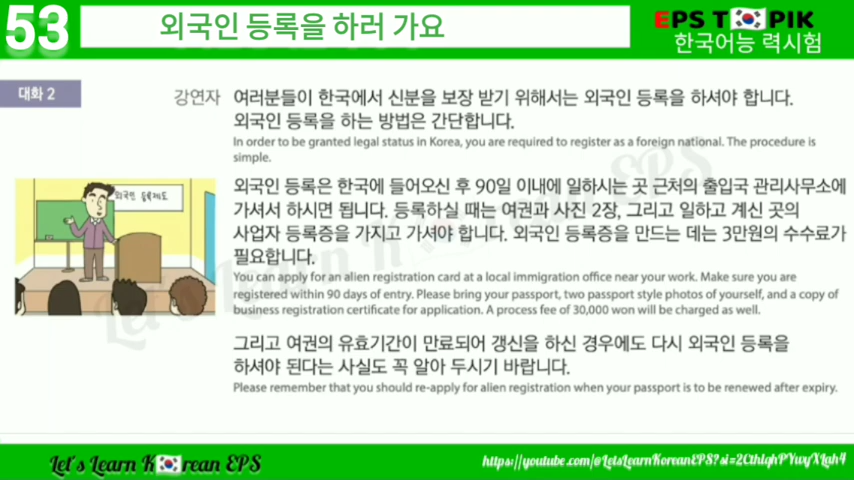 53
외국인 등록을 하러 가요
EPS TOPIK
한국어능 력시험
대화 2
강연자 여러분들이 한국에서 신분을 보장 받기 위해서는 외국인 등록을 하셔야 합니다.
외국인 등록을 하는 방법은 간단합니다.
In order to be granted legal status in Korea, you are required to register as a foreign national. The procedure is
simple.
외국인 등록제도
외국인 등록은 한국에 들어오신 후 90일 이내에 일하시는 곳 근처의 출입국 관리사무소에
가셔서 하시면 됩니다. 등록하실 때는 여권과 사진 2장, 그리고 일하고 계신 곳의
사업자 등록증을 가지고 가셔야 합니다. 외국인 등록증을 만드는 데는 3만원의 수수료가
필요합니다.
You can apply for an alien registration card at a local immigration office near your work. Make sure you are
registered within 90 days of entry. Please bring your passport, two passport style photos of yourself, and a copy of
business registration certificate for application. A process fee of 30,000 won will be charged as well.
그리고 여권의 유효기간이 만료되어 갱신을 하신 경우에도 다시 외국인 등록을
하셔야 된다는 사실도 꼭 알아 두시기 바랍니다.
Please remember that you should re-apply for alien registration when your passport is to be renewed after expiry.
Let's Learn Korean EPS
Let's Learn Korean EPS